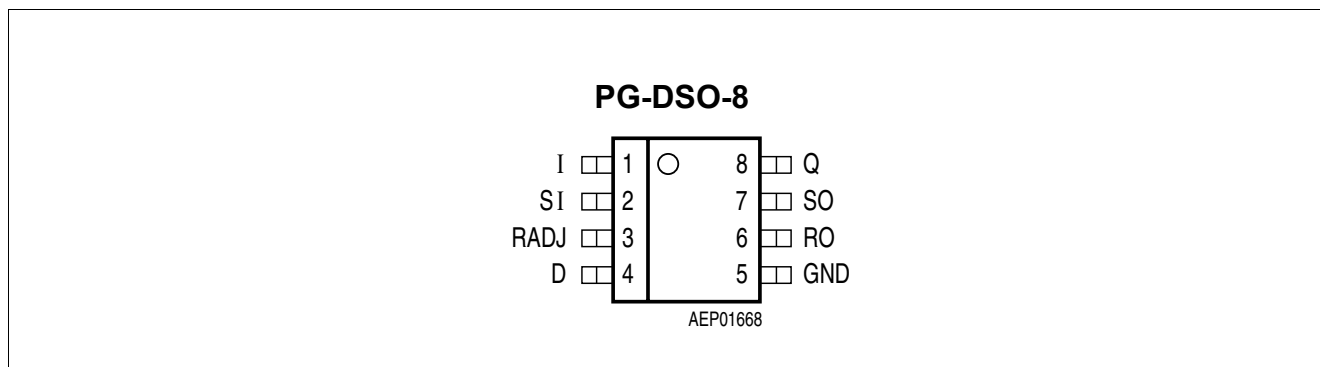 PG-DSO-8
I 1 8 Q
SI 2 7 SO
RADJ 3 6 RO
D 4 5 GND
AEP01668